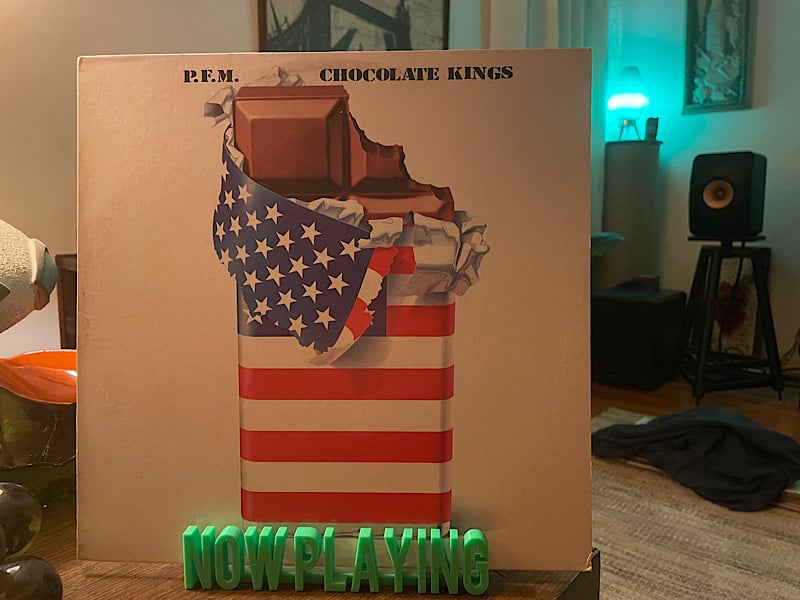 P.F.M. CHOCOLATE KINGS
NOW PLAYING